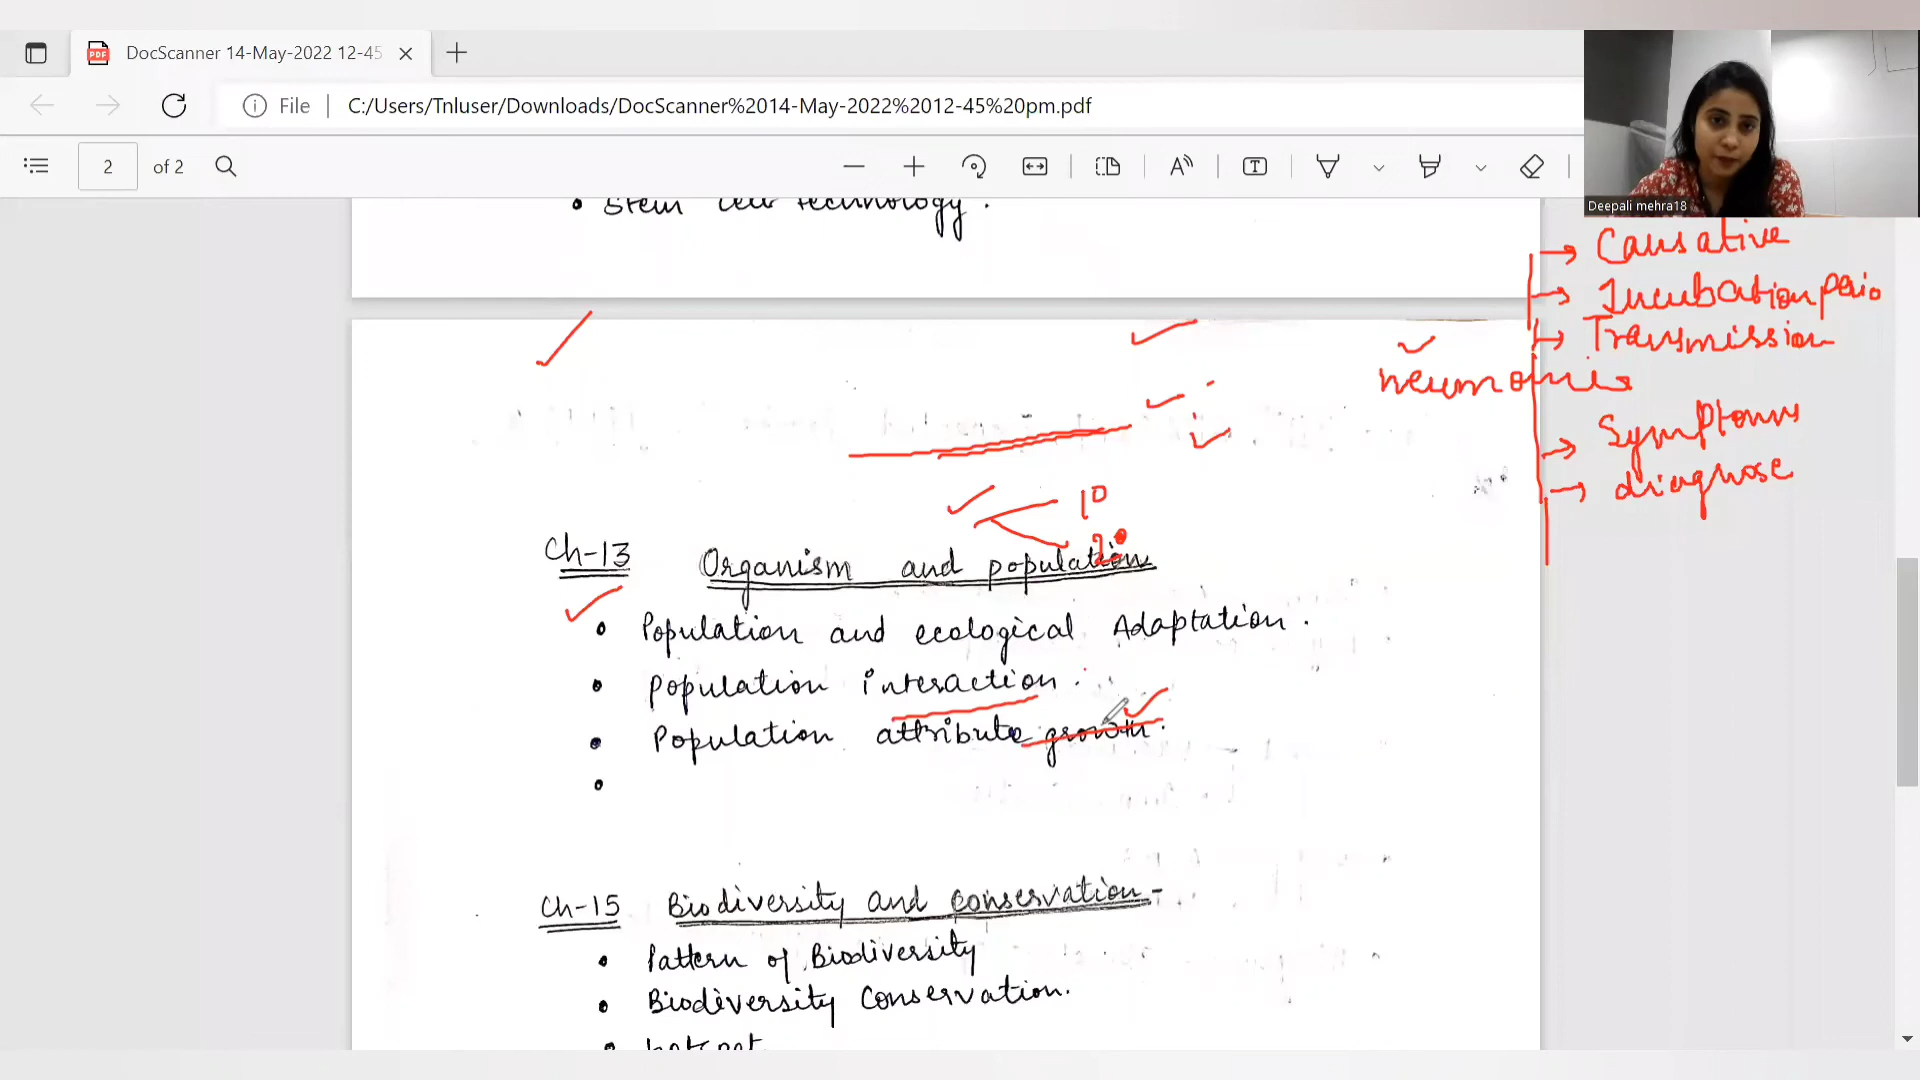 DocScanner 14-May-2022 12-45
File | C:/Users/Tnluser/Downloads/DocScanner%2014-May-2022%2012-45%20pm.pdf
2 of 2
Deepali mehra18
• Stem cell technology.
Causative
Incubation perio
Transmission
neumonia
Symptoms
diagnose
1°
2°
Ch-13 Organism and population
• Population and ecological Adaptation.
• Population interaction.
• Population attribute growth.
•
Ch-15 Biodiversity and conservation-
• Pattern of Biodiversity
• Biodiversity Conservation.
• hotspot